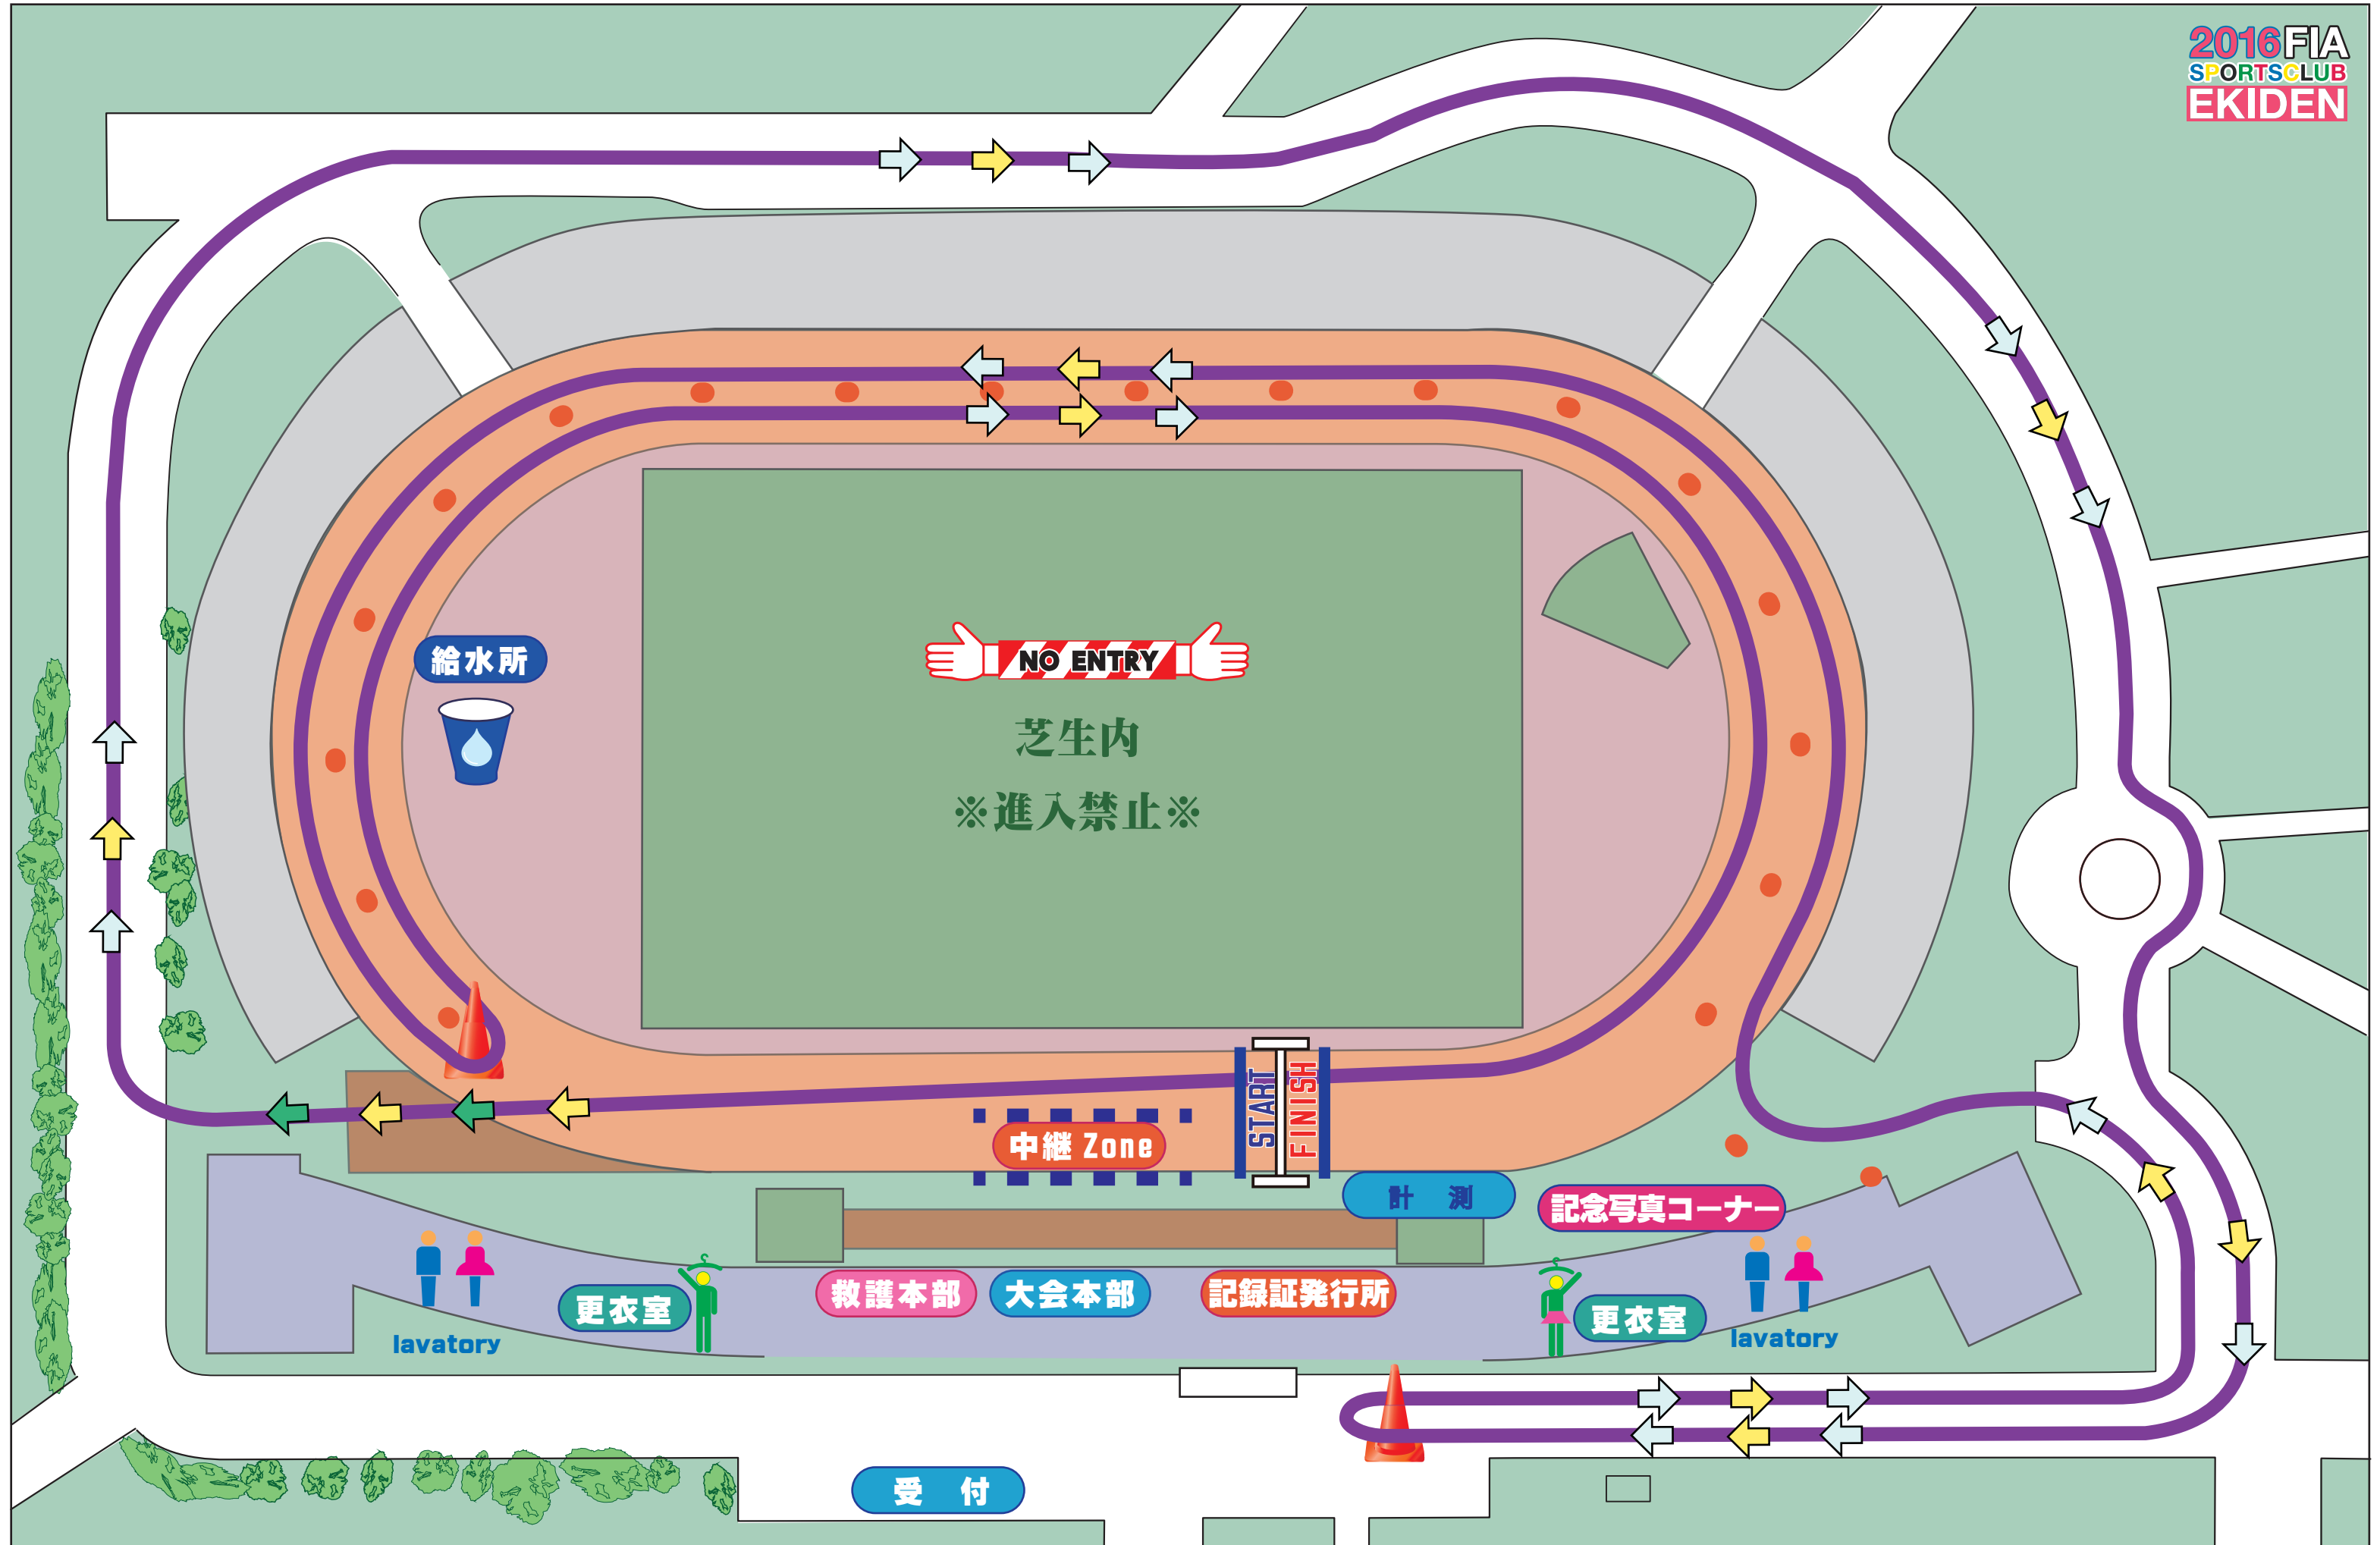 2016 FIA
SPORTSCLUB
EKIDEN
給水所
NO ENTRY
芝生内
※進入禁止※
START
FINISH
中継 Zone
計 測
記念写真コーナー
救護本部
大会本部
記録証発行所
更衣室
更衣室
lavatory
lavatory
受 付